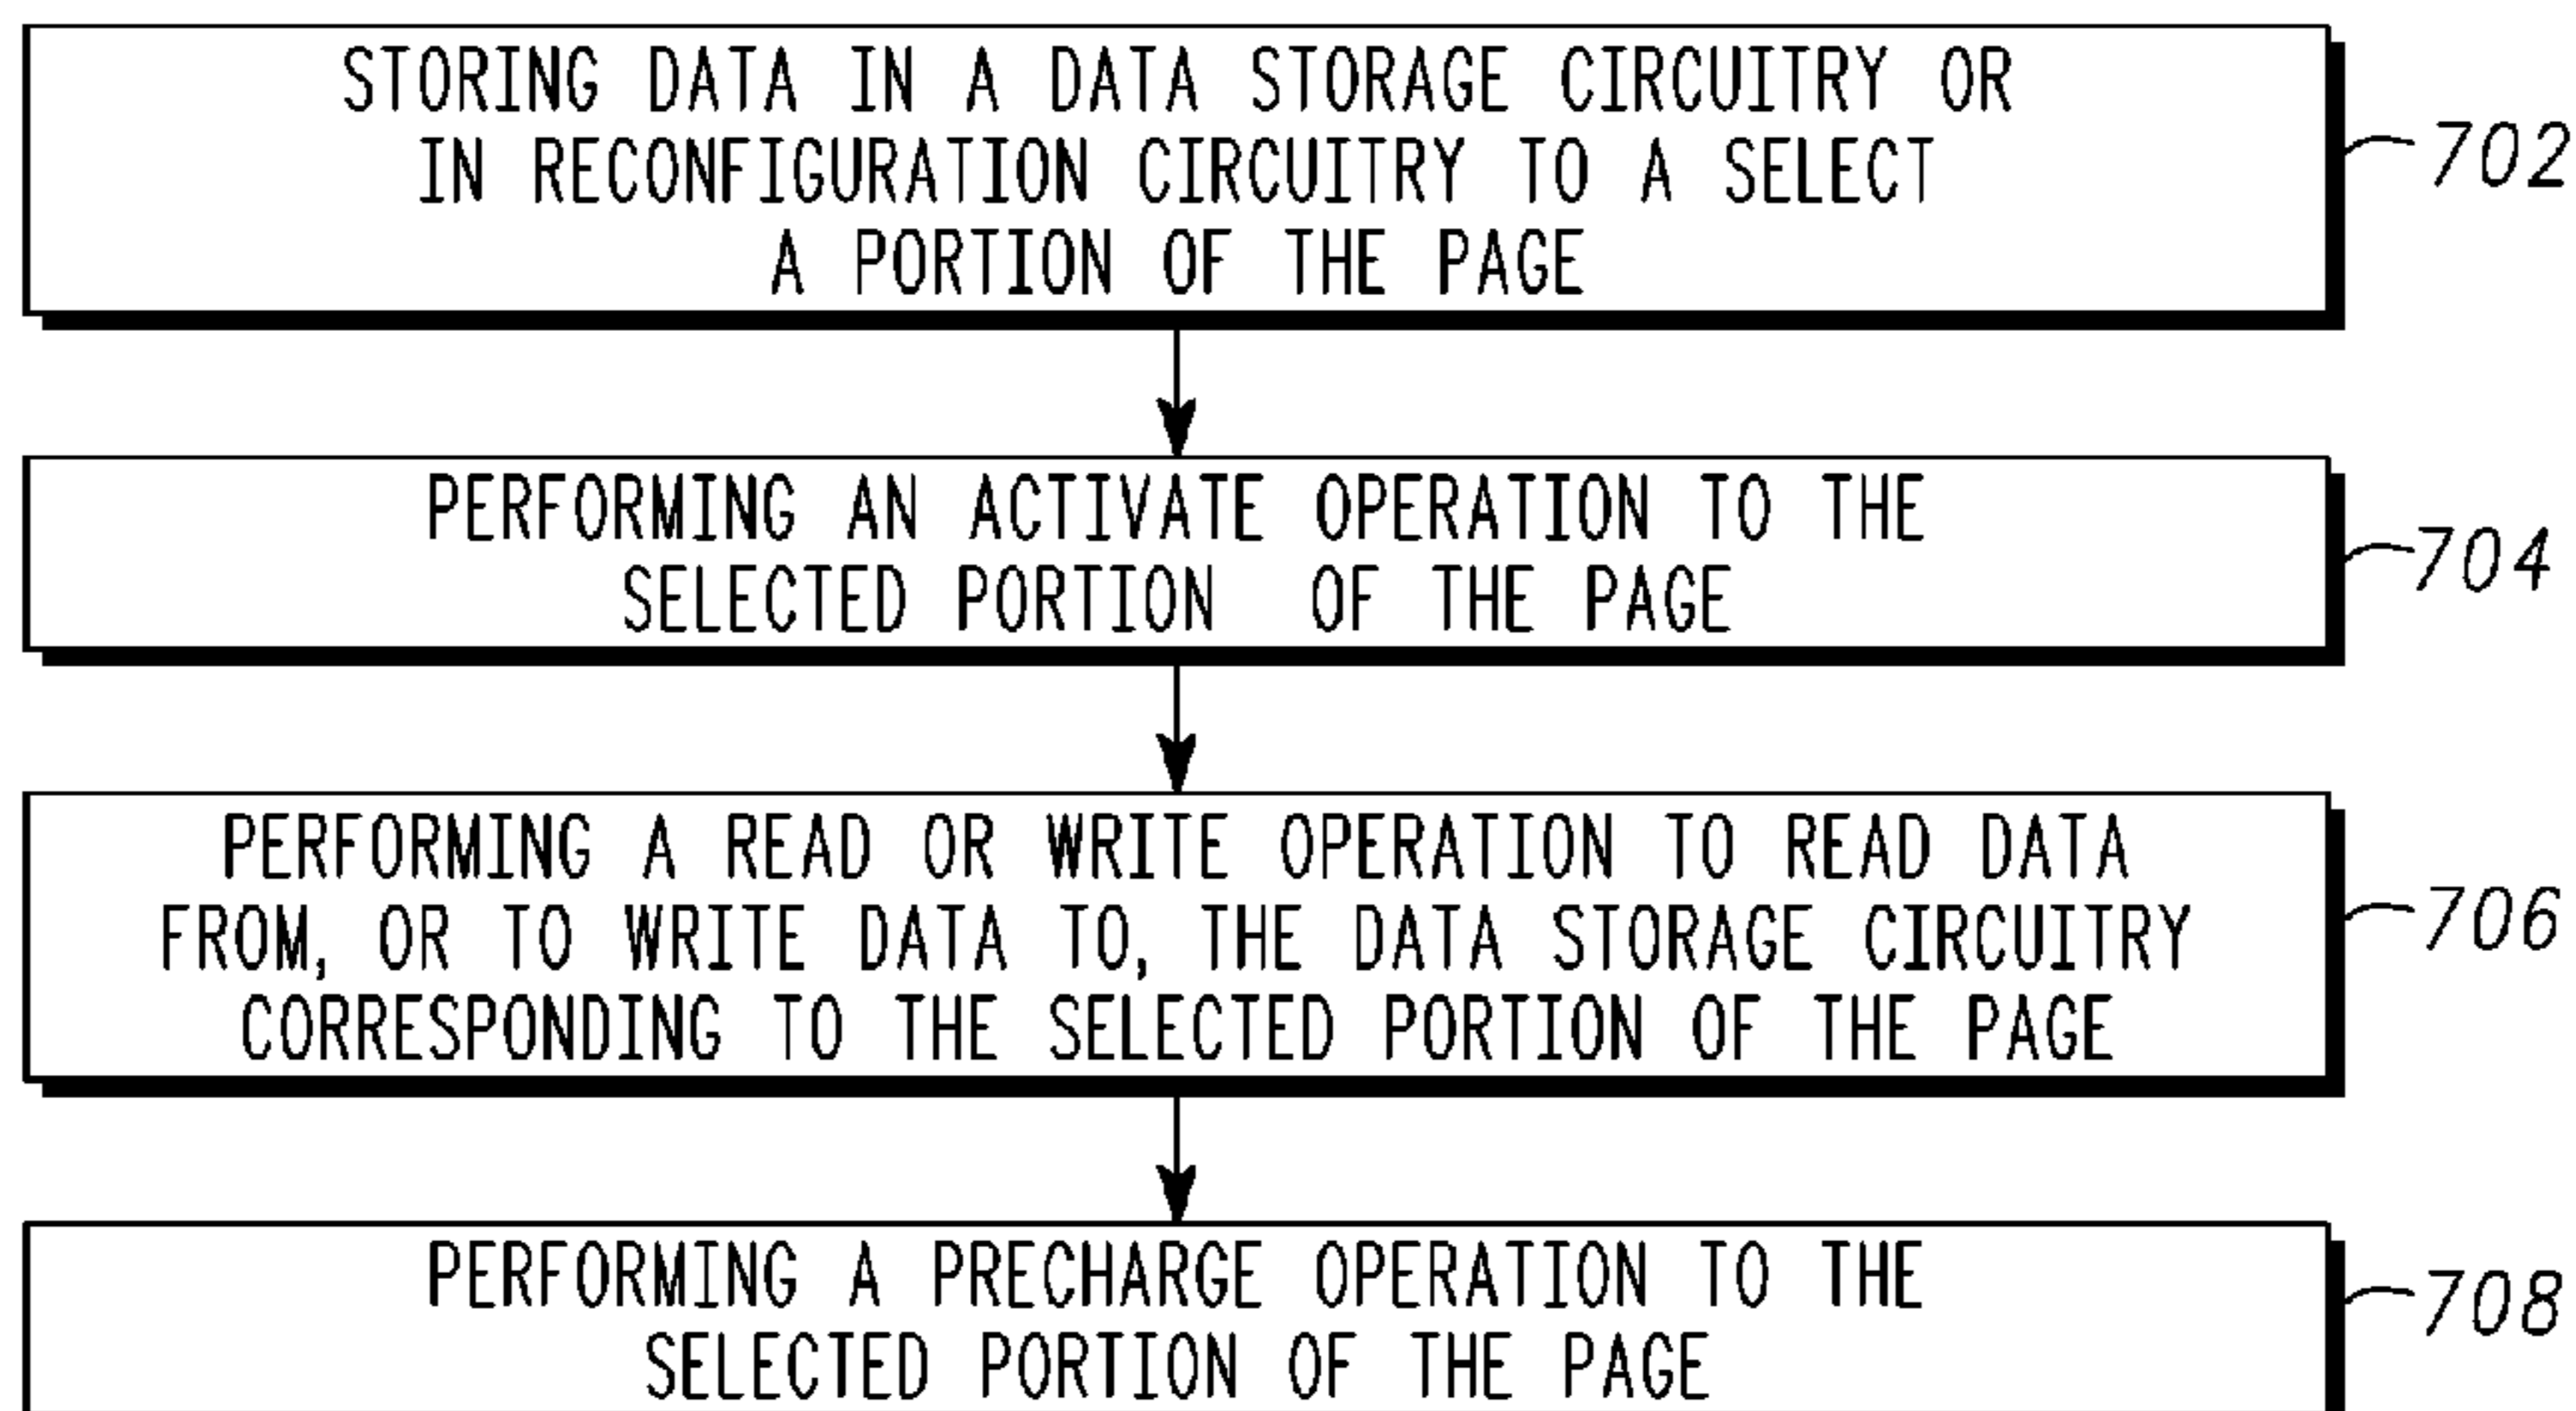 STORING DATA IN A DATA STORAGE CIRCUITRY OR
IN RECONFIGURATION CIRCUITRY TO A SELECT
A PORTION OF THE PAGE
702
PERFORMING AN ACTIVATE OPERATION TO THE
SELECTED PORTION OF THE PAGE
704
PERFORMING A READ OR WRITE OPERATION TO READ DATA
FROM, OR TO WRITE DATA TO, THE DATA STORAGE CIRCUITRY
CORRESPONDING TO THE SELECTED PORTION OF THE PAGE
706
PERFORMING A PRECHARGE OPERATION TO THE
SELECTED PORTION OF THE PAGE
708